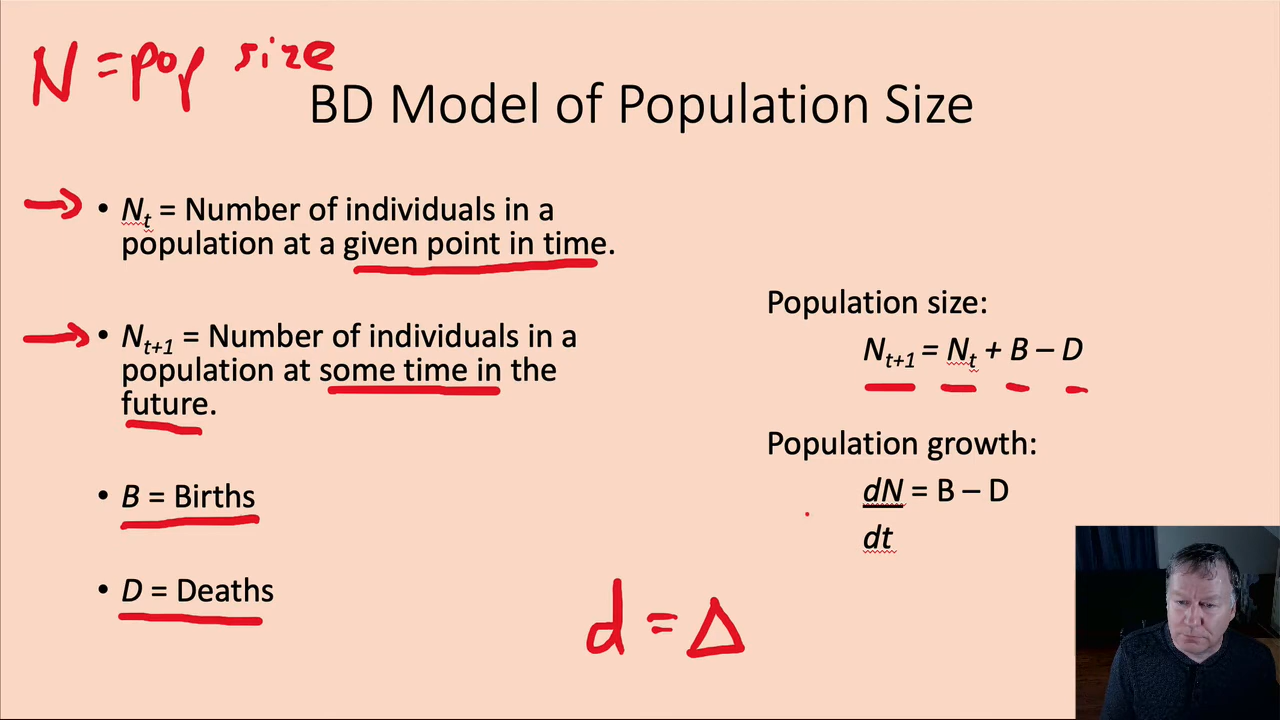 N = pop size
BD Model of Population Size
• Nt = Number of individuals in a
population at a given point in time.
• Nt+1 = Number of individuals in a
population at some time in the
future.
• B = Births
• D = Deaths
Population size:
Nt+1 = Nt + B – D
Population growth:
dN = B – D
dt
d = Δ